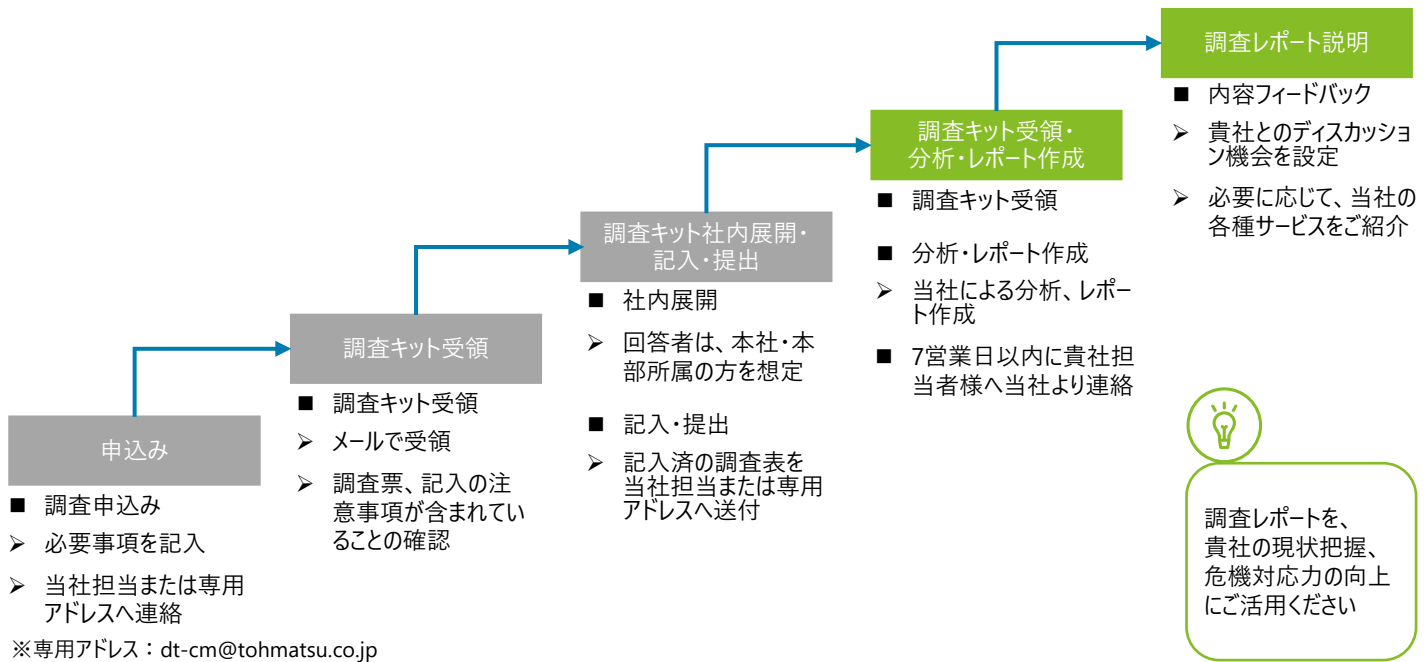 申込み
■ 調査申込み
➢ 必要事項を記入
➢ 当社担当または専用
アドレスへ連絡
※専用アドレス：dt-cm@tohmatsu.co.jp
調査キット受領
■ 調査キット受領
➢ メールで受領
➢ 調査票、記入の注
意事項が含まれてい
ることの確認
調査キット社内展開・
記入・提出
■ 社内展開
➢ 回答者は、本社・本
部所属の方を想定
■ 記入・提出
➢ 記入済の調査表を
当社担当または専用
アドレスへ送付
調査キット受領・
分析・レポート作成
■ 調査キット受領
■ 分析・レポート作成
➢ 当社による分析、レポー
ト作成
■ 7営業日以内に貴社担
当者様へ当社より連絡
調査レポート説明
■ 内容フィードバック
➢ 貴社とのディスカッショ
ン機会を設定
➢ 必要に応じて、当社の
各種サービスをご紹介
調査レポートを、
貴社の現状把握、
危機対応力の向上
にご活用ください